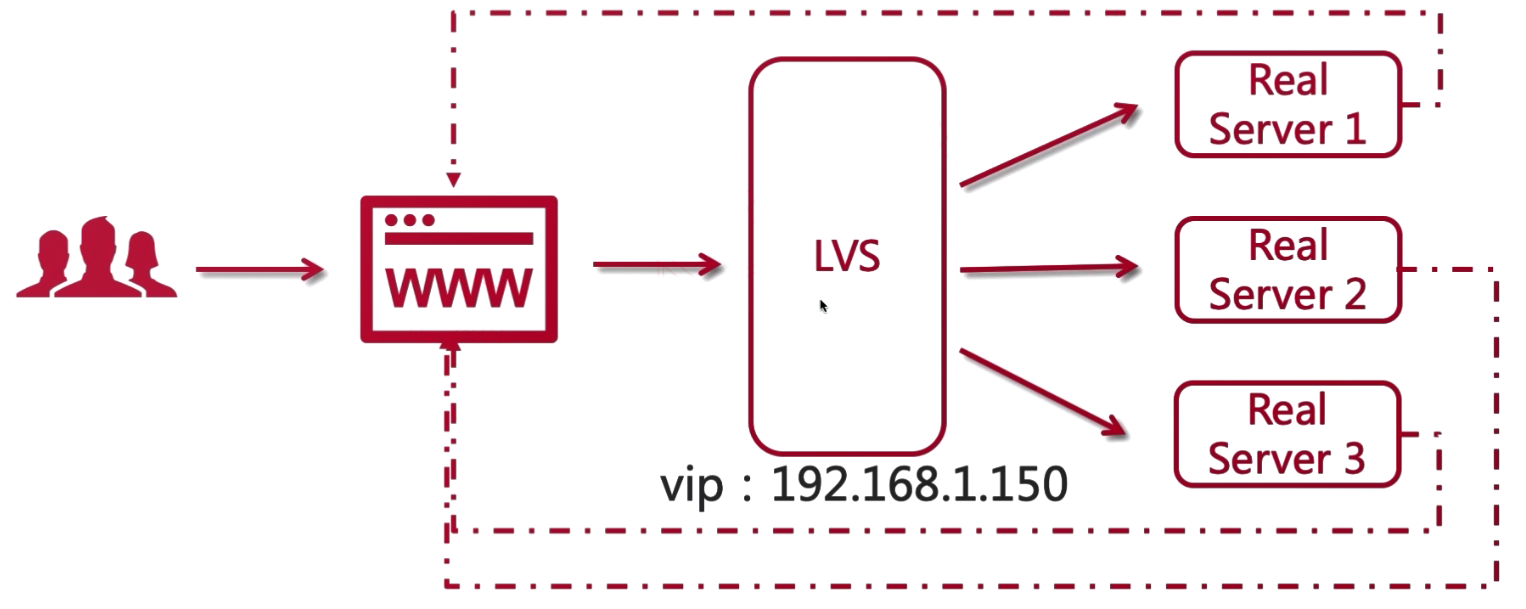 Real
Server 1
WWW
LVS
Real
Server 2
Real
Server 3
vip：192.168.1.150